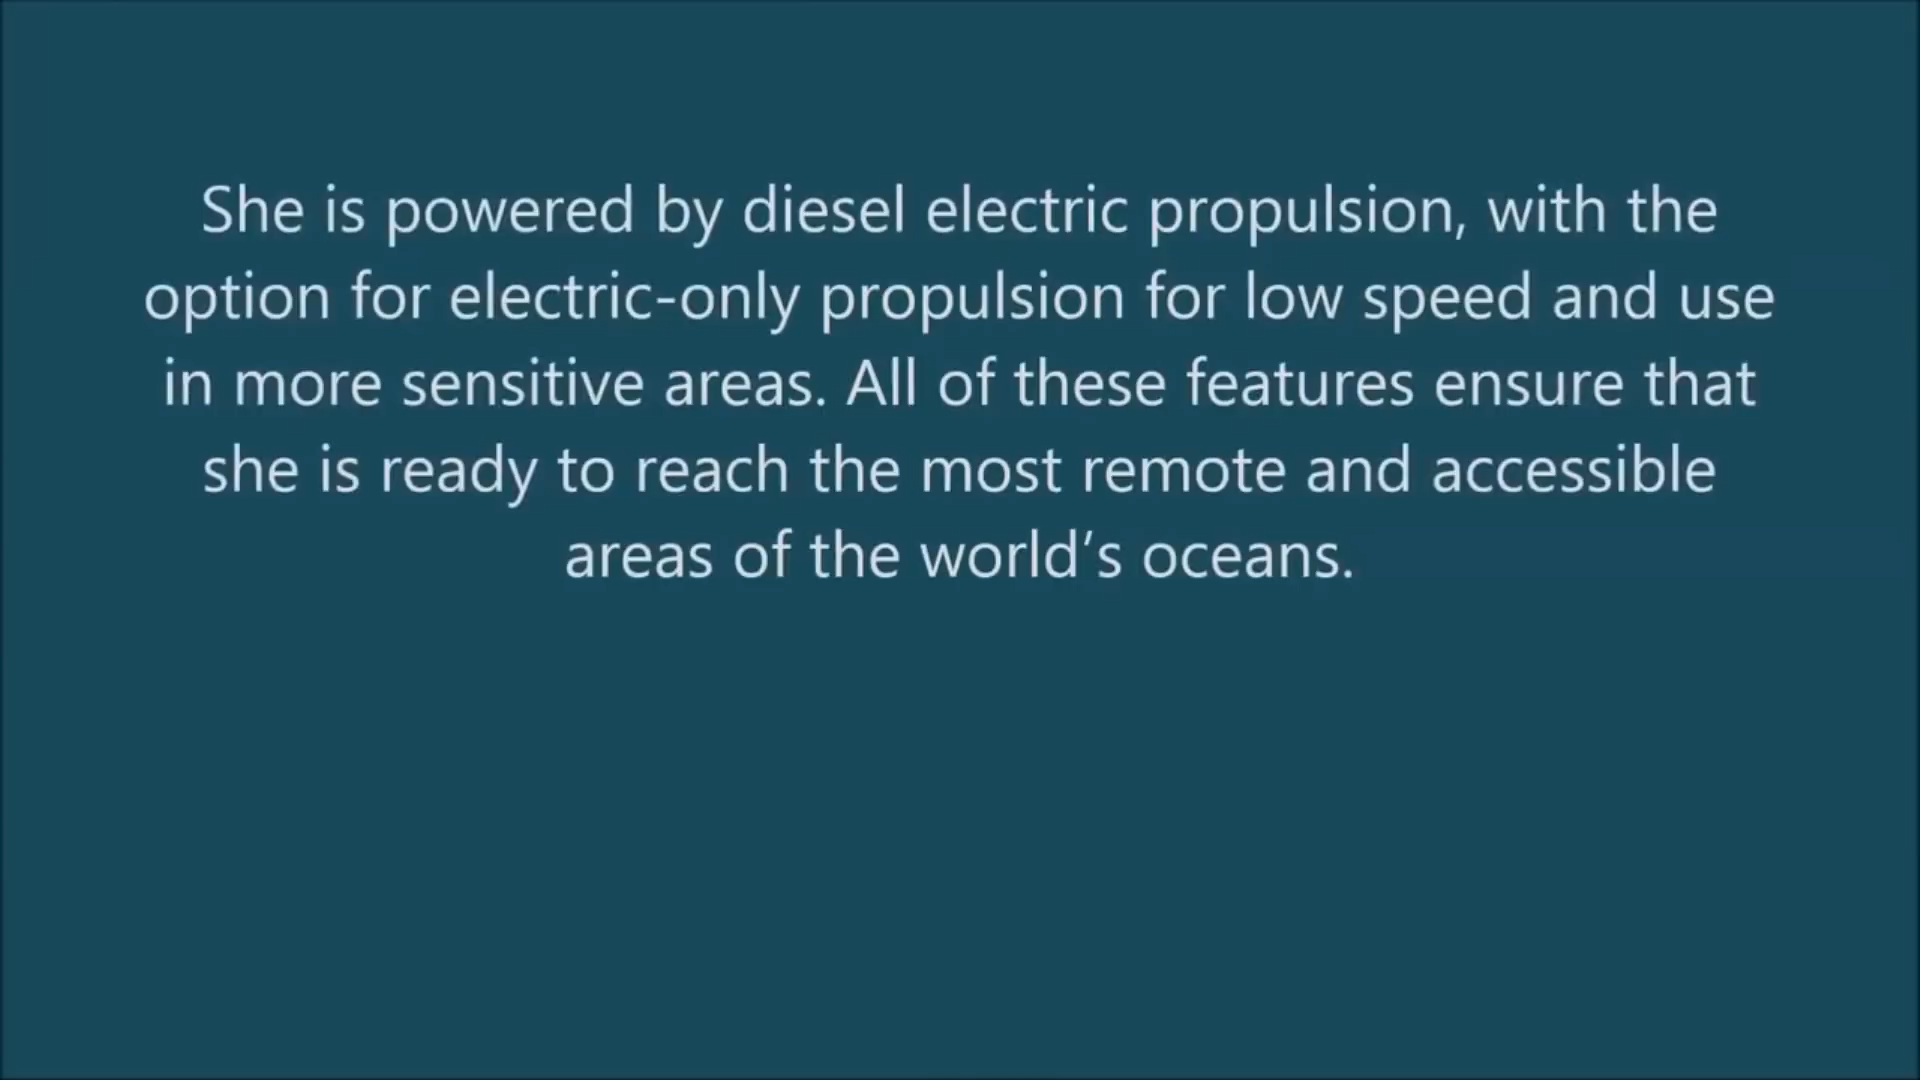 She is powered by diesel electric propulsion, with the
option for electric-only propulsion for low speed and use
in more sensitive areas. All of these features ensure that
she is ready to reach the most remote and accessible
areas of the world’s oceans.